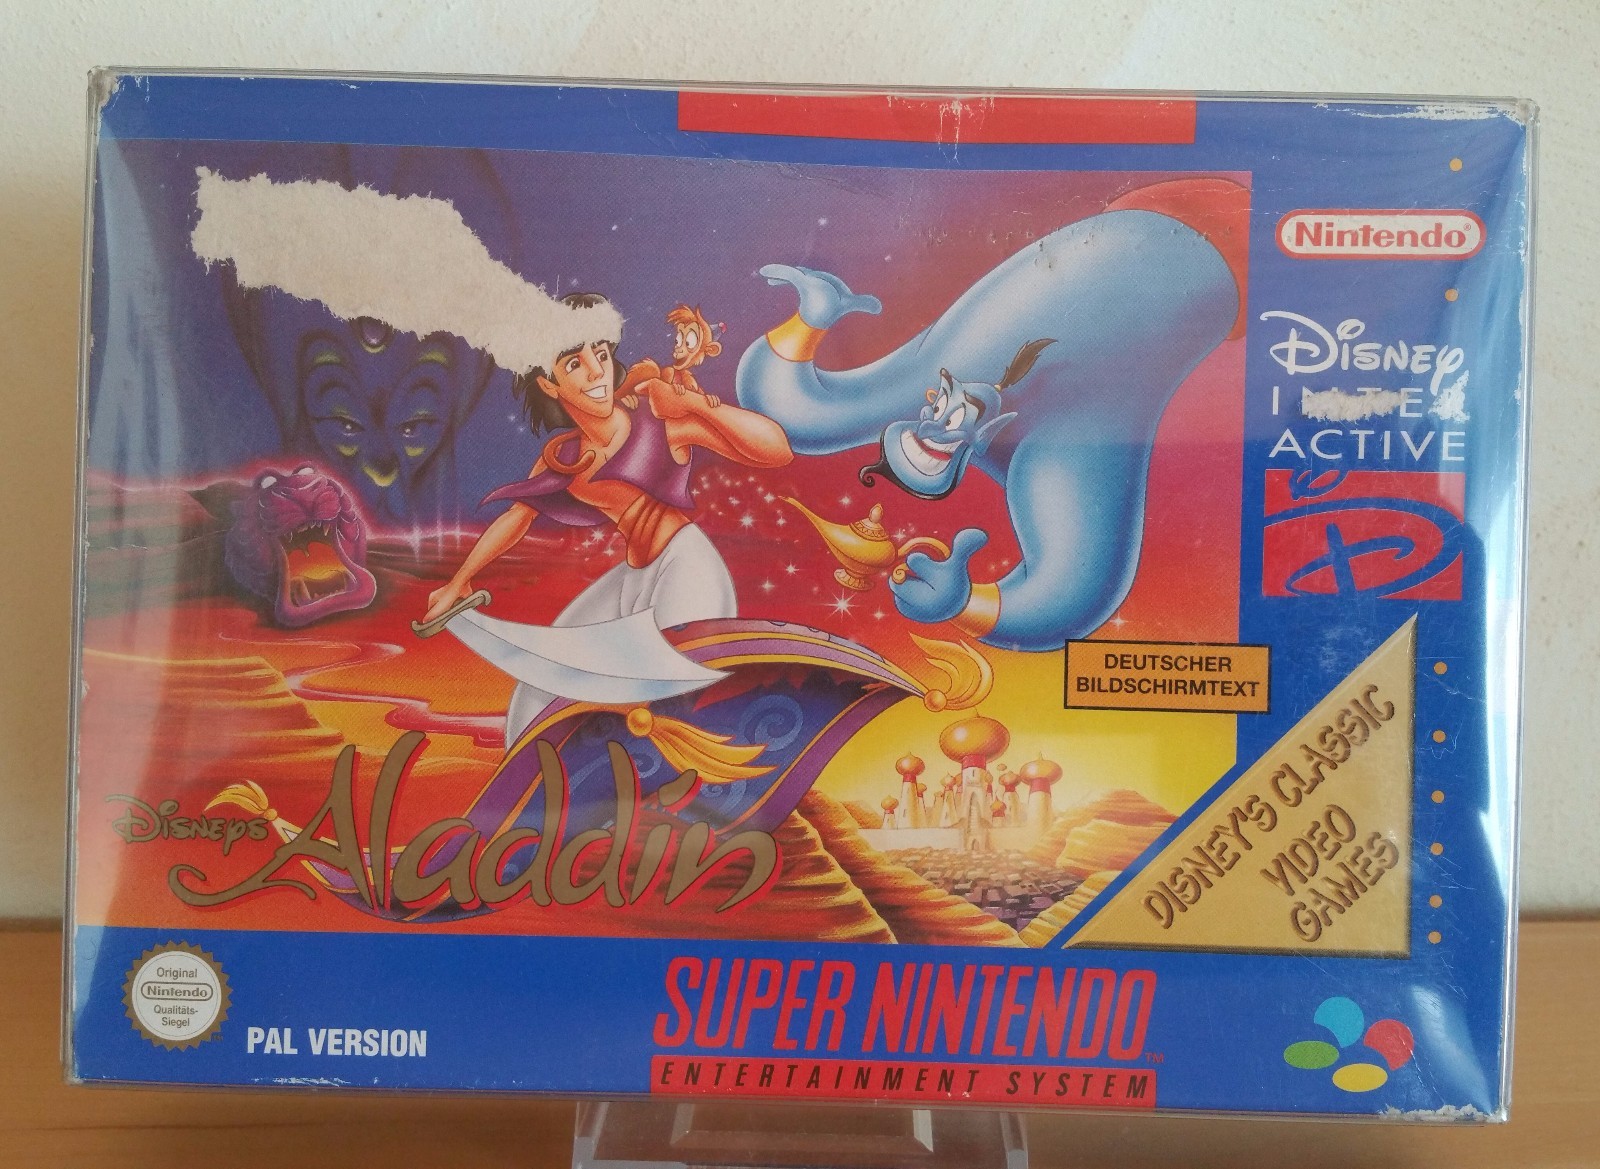 Nintendo®
Disney
ACTIVE
DEUTSCHER
BILDSCHIRMTEXT
DISNEY'S CLASSIC
VIDEO
GAMES
Disney's
Aladdin
Original
Nintendo
Qualitäts-
Siegel
PAL VERSION
SUPER NINTENDO™
ENTERTAINMENT SYSTEM